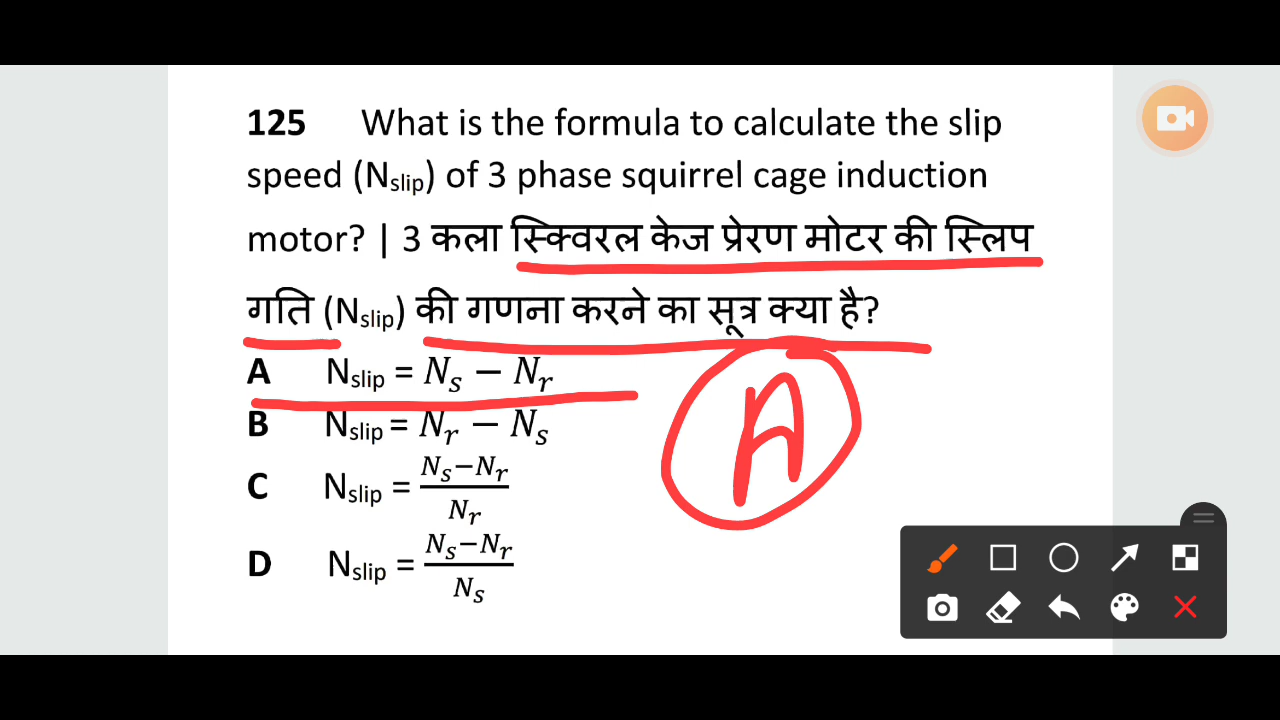 125 What is the formula to calculate the slip
speed (Nslip) of 3 phase squirrel cage induction
motor? | 3 कला स्क्विरल केज प्रेरण मोटर की स्लिप
गति (Nslip) की गणना करने का सूत्र क्या है?
A Nslip = Ns − Nr
B Nslip = Nr − Ns
C Nslip = (Ns−Nr)/Nr
D Nslip = (Ns−Nr)/Ns
A